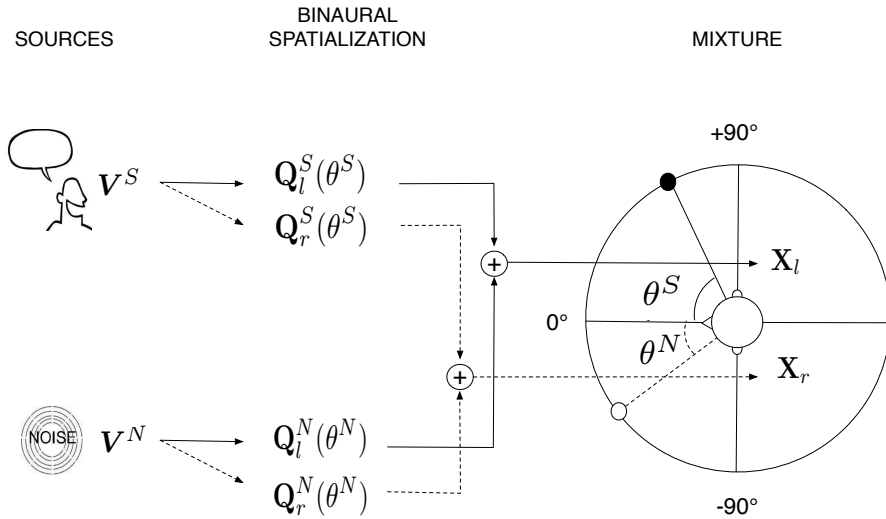 SOURCES
BINAURAL
SPATIALIZATION
MIXTURE
+90°
V^S
Q_l^S(θ^S)
Q_r^S(θ^S)
+
X_l
θ^S
0°
θ^N
+
X_r
NOISE
V^N
Q_l^N(θ^N)
Q_r^N(θ^N)
-90°